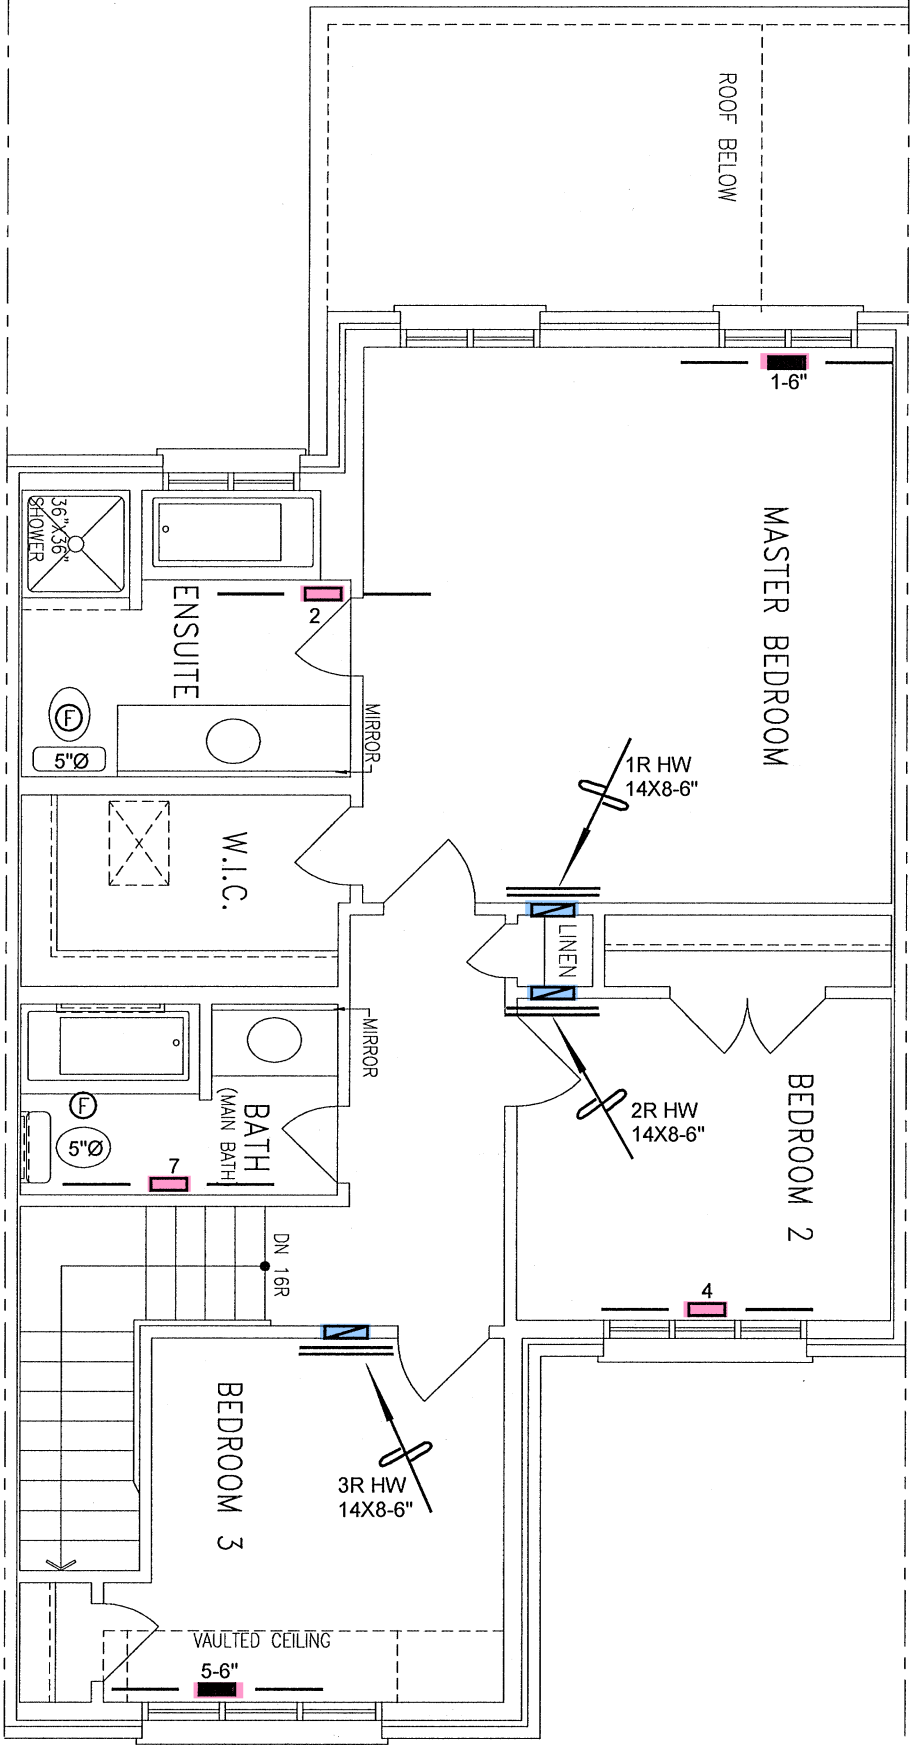 ROOF BELOW
1-6"
MASTER BEDROOM
36"X36"
SHOWER
ENSUITE
2
F
5"Ø
MIRROR
1R HW
14X8-6"
W.I.C.
LINEN
MIRROR
BATH
(MAIN BATH)
F
5"Ø
7
2R HW
14X8-6"
BEDROOM 2
4
DN 16R
BEDROOM 3
3R HW
14X8-6"
VAULTED CEILING
5-6"